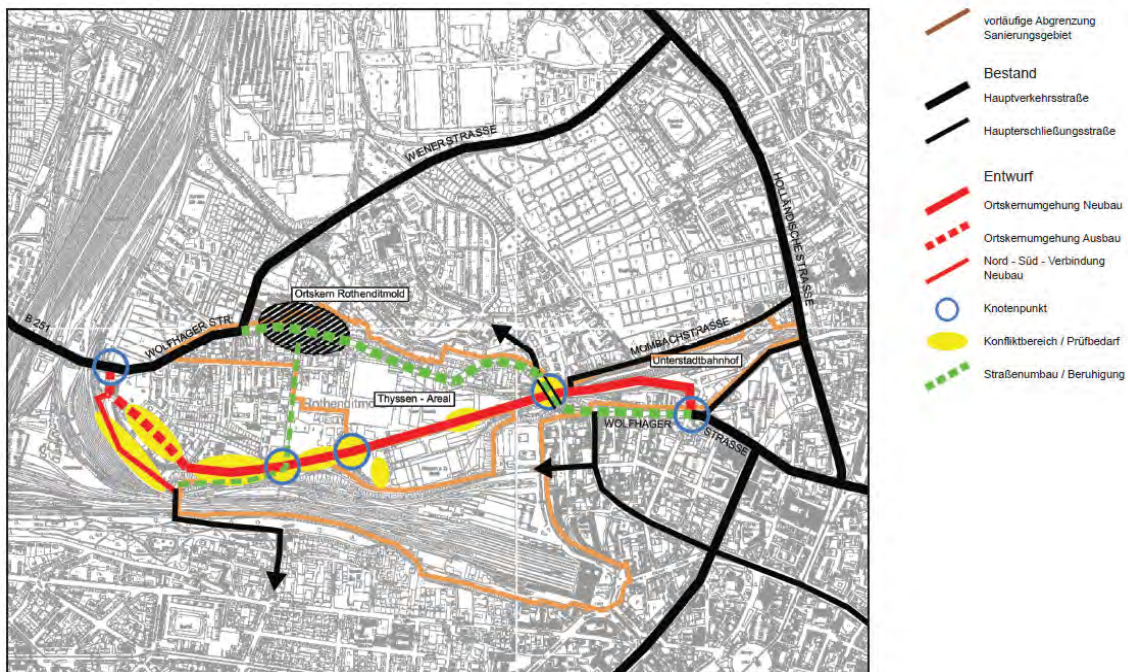 WIENERSTRASSE
HOLLÄNDISCHE STRASSE
Ortskern Rothenditmold
B 251
WOLFHAGER STR.
MOMBACHSTRASSE
Unterstadtbahnhof
Thyssen - Areal
Rothenditmold
WOLFHAGER STRASSE
vorläufige Abgrenzung
Sanierungsgebiet
Bestand
Hauptverkehrsstraße
Haupterschließungsstraße
Entwurf
Ortskernumgehung Neubau
Ortskernumgehung Ausbau
Nord - Süd - Verbindung
Neubau
Knotenpunkt
Konfliktbereich / Prüfbedarf
Straßenumbau / Beruhigung